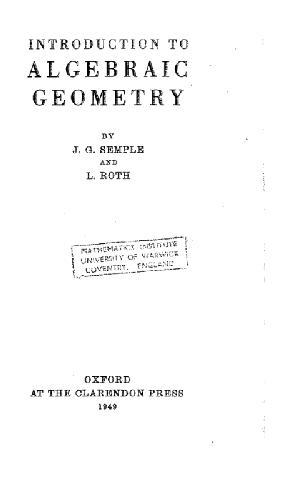 INTRODUCTION TO
ALGEBRAIC
GEOMETRY
BY
J. G. SEMPLE
AND
L. ROTH
MATHEMATICS INSTITUTE
UNIVERSITY OF WARWICK
COVENTRY, ENGLAND
OXFORD
AT THE CLARENDON PRESS
1949